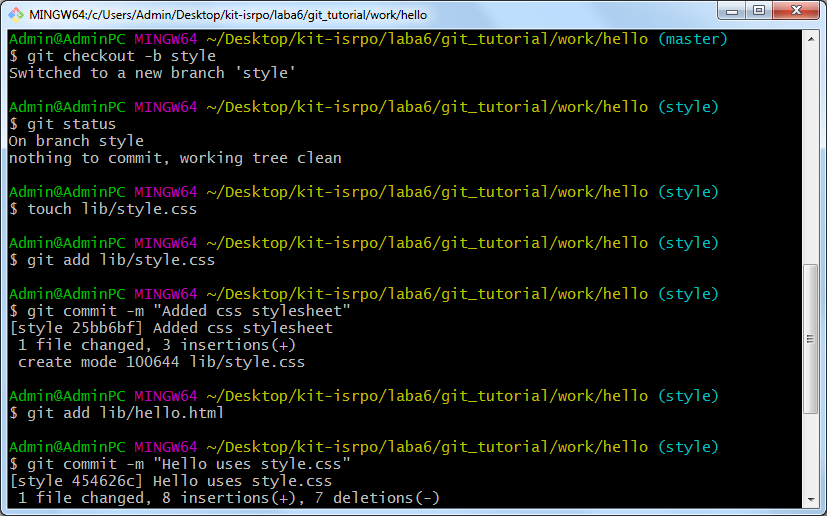 MINGW64:/c/Users/Admin/Desktop/kit-isrpo/laba6/git_tutorial/work/hello
Admin@AdminPC MINGW64 ~/Desktop/kit-isrpo/laba6/git_tutorial/work/hello (master)
$ git checkout -b style
Switched to a new branch 'style'
Admin@AdminPC MINGW64 ~/Desktop/kit-isrpo/laba6/git_tutorial/work/hello (style)
$ git status
On branch style
nothing to commit, working tree clean
Admin@AdminPC MINGW64 ~/Desktop/kit-isrpo/laba6/git_tutorial/work/hello (style)
$ touch lib/style.css
Admin@AdminPC MINGW64 ~/Desktop/kit-isrpo/laba6/git_tutorial/work/hello (style)
$ git add lib/style.css
Admin@AdminPC MINGW64 ~/Desktop/kit-isrpo/laba6/git_tutorial/work/hello (style)
$ git commit -m "Added css stylesheet"
[style 25bb6bf] Added css stylesheet
 1 file changed, 3 insertions(+)
 create mode 100644 lib/style.css
Admin@AdminPC MINGW64 ~/Desktop/kit-isrpo/laba6/git_tutorial/work/hello (style)
$ git add lib/hello.html
Admin@AdminPC MINGW64 ~/Desktop/kit-isrpo/laba6/git_tutorial/work/hello (style)
$ git commit -m "Hello uses style.css"
[style 454626c] Hello uses style.css
 1 file changed, 8 insertions(+), 7 deletions(-)